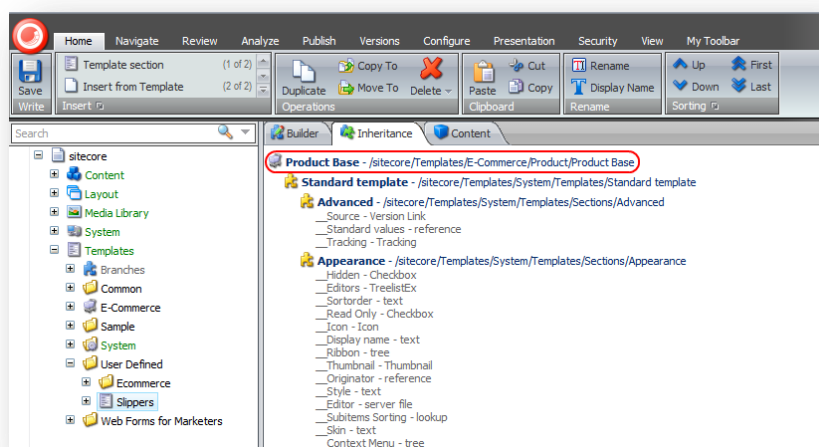 Home Navigate Review Analyze Publish Versions Configure Presentation Security View My Toolbar
Save
Write
Template section (1 of 2)
Insert from Template (2 of 2)
Insert
Duplicate
Copy To
Move To
Delete
Operations
Paste
Cut
Copy
Clipboard
Rename
Display Name
Rename
Up First
Down Last
Sorting
Search
sitecore
Content
Layout
Media Library
System
Templates
Branches
Common
E-Commerce
Sample
System
User Defined
Ecommerce
Slippers
Web Forms for Marketers
Builder Inheritance Content
Product Base - /sitecore/Templates/E-Commerce/Product/Product Base
Standard template - /sitecore/Templates/System/Templates/Standard template
Advanced - /sitecore/Templates/System/Templates/Sections/Advanced
__Source - Version Link
__Standard values - reference
__Tracking - Tracking
Appearance - /sitecore/Templates/System/Templates/Sections/Appearance
__Hidden - Checkbox
__Editors - TreelistEx
__Sortorder - text
__Read Only - Checkbox
__Icon - Icon
__Display name - text
__Ribbon - tree
__Thumbnail - Thumbnail
__Originator - reference
__Style - text
__Editor - server file
__Subitems Sorting - lookup
__Skin - text
__Context Menu - tree